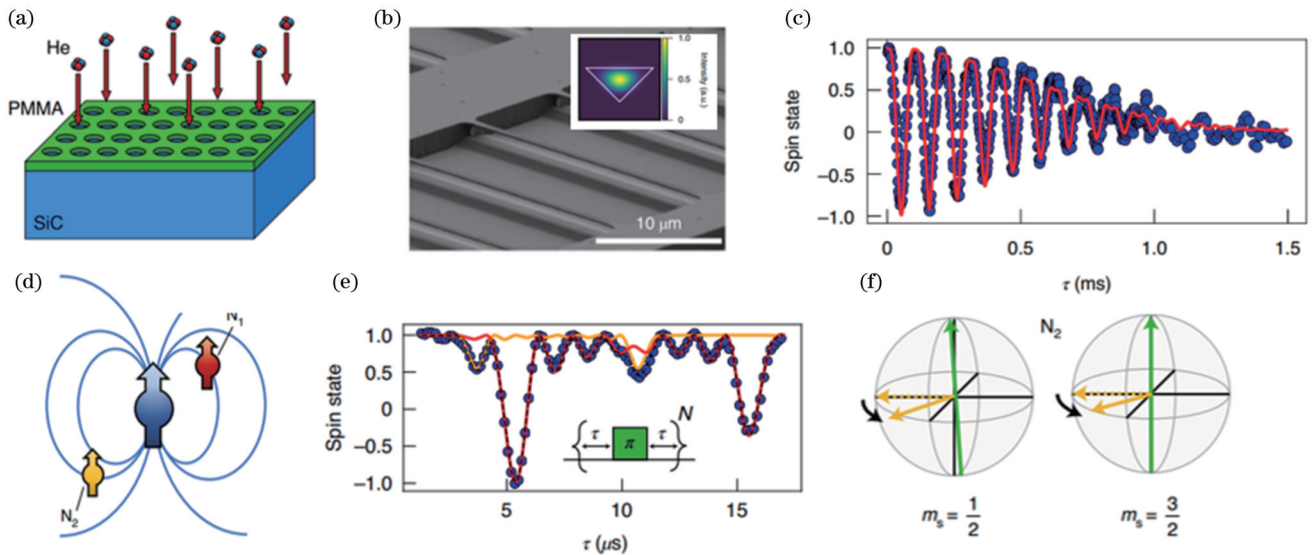 (a)
He
PMMA
SiC
(b)
1.0
0.5
0
Intensity (a.u.)
10 μm
(c)
Spin state
1.0
0.5
0
−0.5
−1.0
0 0.5 1.0 1.5
τ (ms)
(d)
N₁
N₂
(e)
Spin state
1.0
0.5
0
−0.5
−1.0
{ τ π τ }ᴺ
5 10 15
τ (μs)
(f)
N₂
mₛ = 1/2
mₛ = 3/2